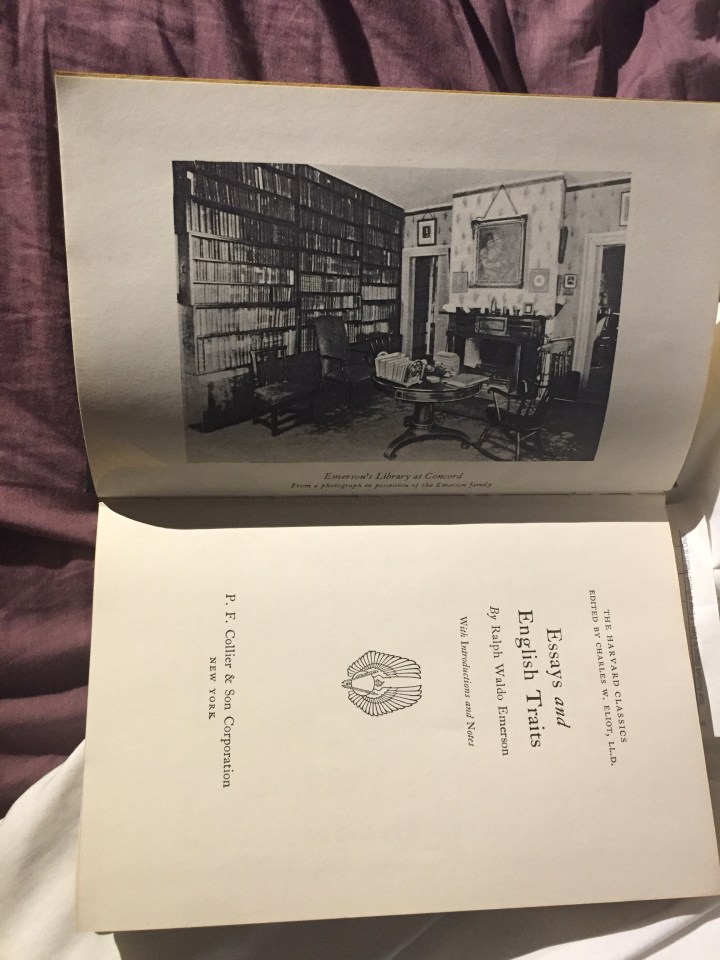 Emerson's Library at Concord
From a photograph in possession of the Emerson family
THE HARVARD CLASSICS
EDITED BY CHARLES W. ELIOT, LL.D.
Essays and
English Traits
By Ralph Waldo Emerson
With Introductions and Notes
P. F. Collier & Son Corporation
NEW YORK